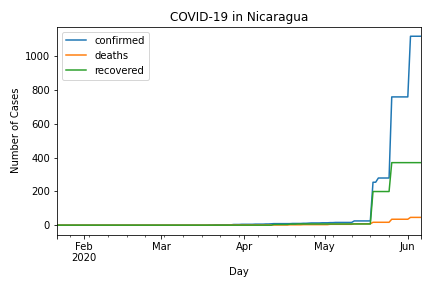 COVID-19 in Nicaragua
confirmed
deaths
recovered
Number of Cases
1000
800
600
400
200
0
Feb
2020
Mar
Apr
May
Jun
Day